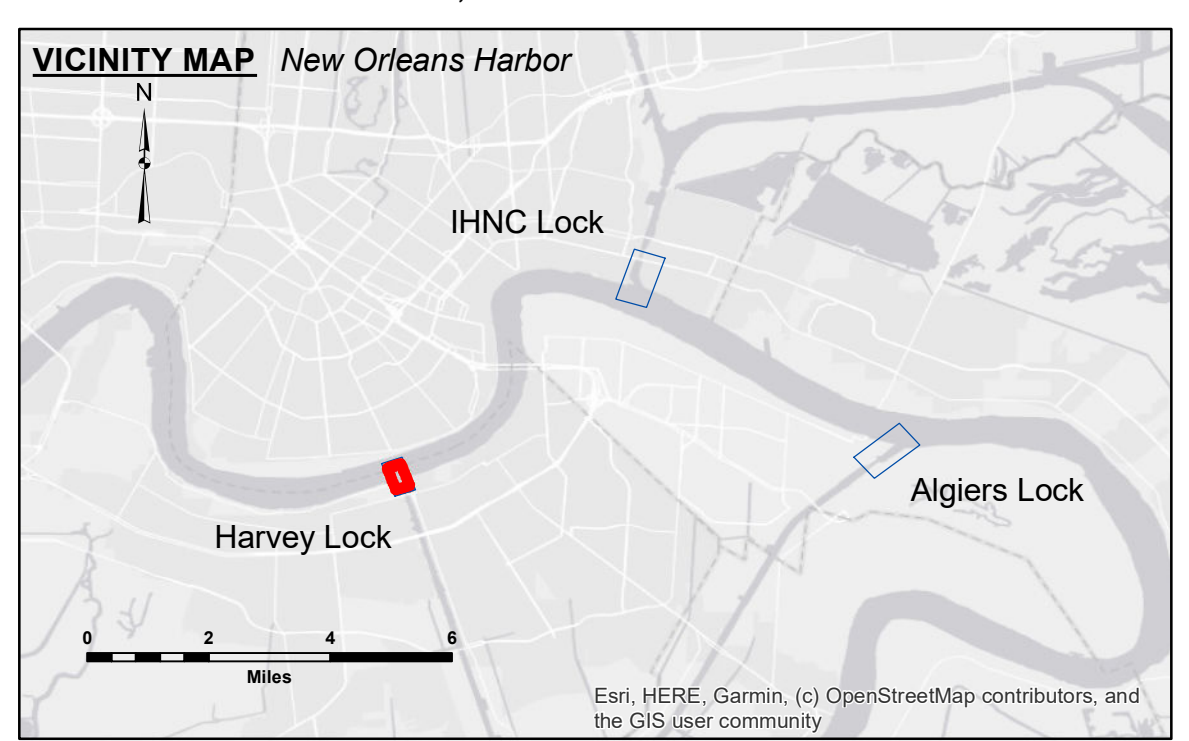 VICINITY MAP New Orleans Harbor
N
IHNC Lock
Algiers Lock
Harvey Lock
0 2 4 6
Miles
Esri, HERE, Garmin, (c) OpenStreetMap contributors, and
the GIS user community